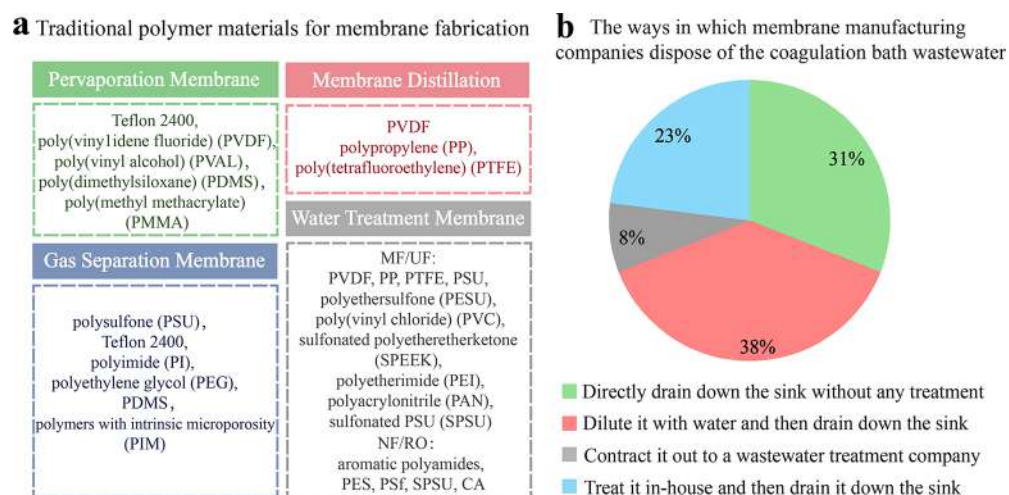 a Traditional polymer materials for membrane fabrication
Pervaporation Membrane
Teflon 2400,
poly(vinylidene fluoride) (PVDF),
poly(vinyl alcohol) (PVAL),
poly(dimethylsiloxane) (PDMS),
poly(methyl methacrylate)
(PMMA)
Gas Separation Membrane
polysulfone (PSU),
Teflon 2400,
polyimide (PI),
polyethylene glycol (PEG),
PDMS,
polymers with intrinsic microporosity
(PIM)
Membrane Distillation
PVDF
polypropylene (PP),
poly(tetrafluoroethylene) (PTFE)
Water Treatment Membrane
MF/UF:
PVDF, PP, PTFE, PSU,
polyethersulfone (PESU),
poly(vinyl chloride) (PVC),
sulfonated polyetheretherketone
(SPEEK),
polyetherimide (PEI),
polyacrylonitrile (PAN),
sulfonated PSU (SPSU)
NF/RO:
aromatic polyamides,
PES, PSf, SPSU, CA
b The ways in which membrane manufacturing
companies dispose of the coagulation bath wastewater
23%
31%
8%
38%
Directly drain down the sink without any treatment
Dilute it with water and then drain down the sink
Contract it out to a wastewater treatment company
Treat it in-house and then drain it down the sink